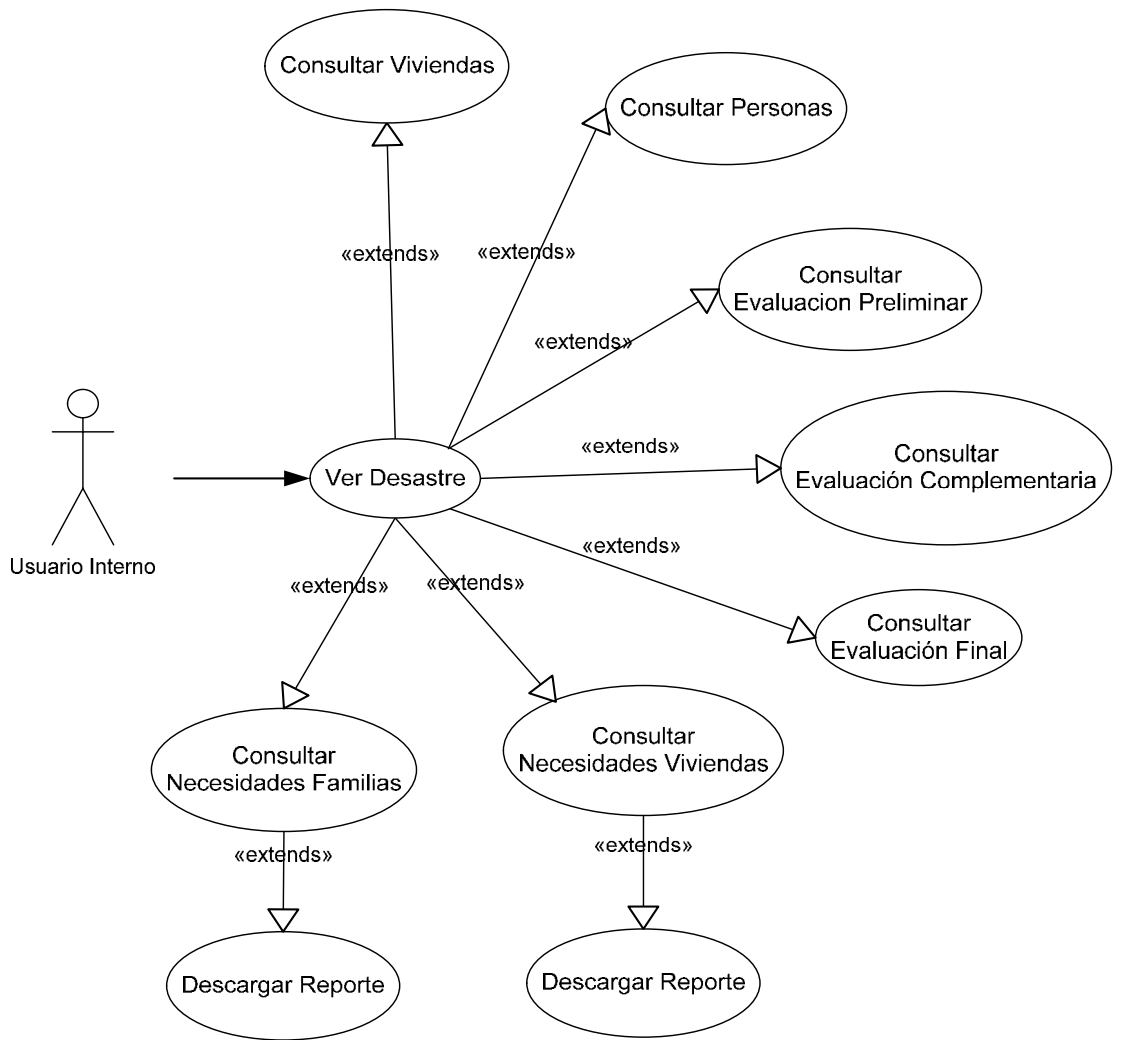 Consultar Viviendas
Consultar Personas
«extends»
«extends»
Consultar
Evaluacion Preliminar
«extends»
Consultar
Evaluación Complementaria
«extends»
Ver Desastre
Usuario Interno
«extends»
«extends»
«extends»
Consultar
Evaluación Final
Consultar
Necesidades Familias
Consultar
Necesidades Viviendas
«extends»
«extends»
Descargar Reporte
Descargar Reporte